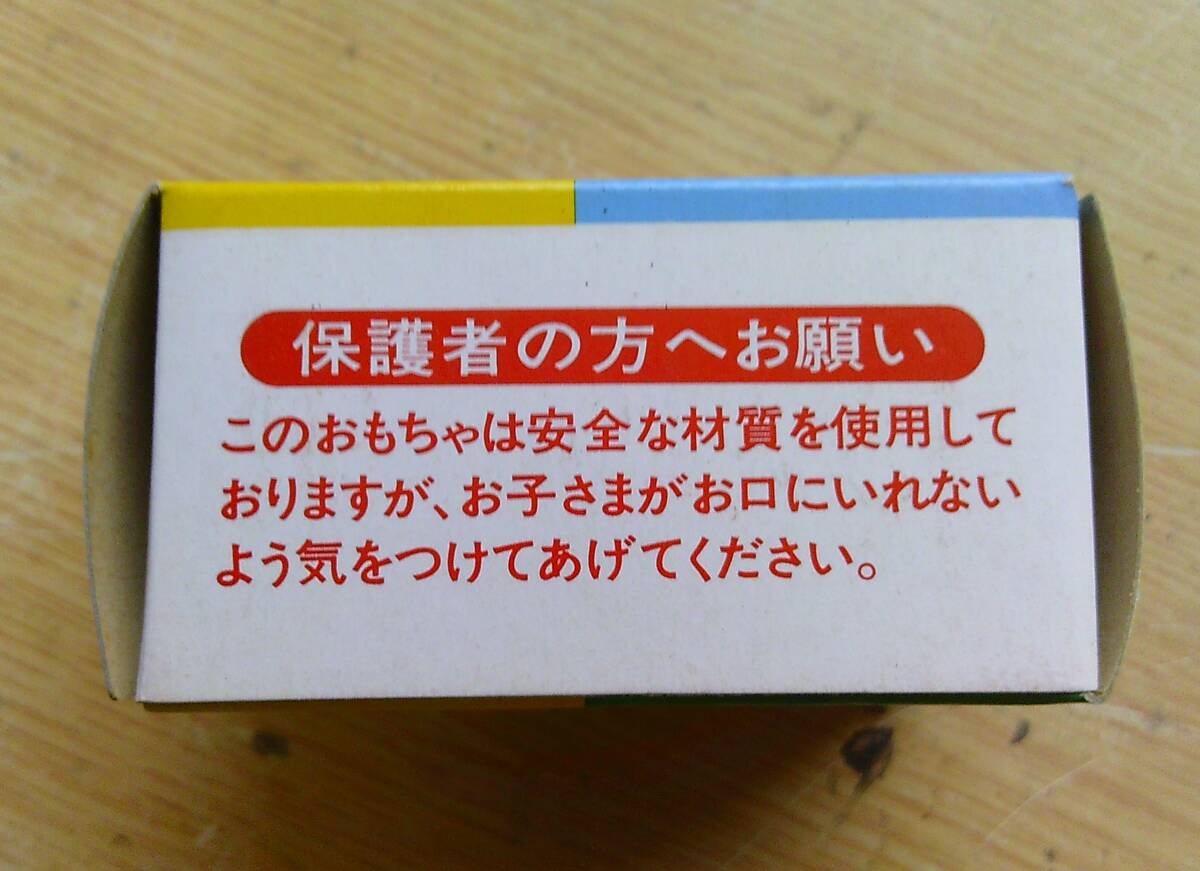 保護者の方へお願い
このおもちゃは安全な材質を使用して
おりますが、お子さまがお口にいれない
よう気をつけてあげてください。